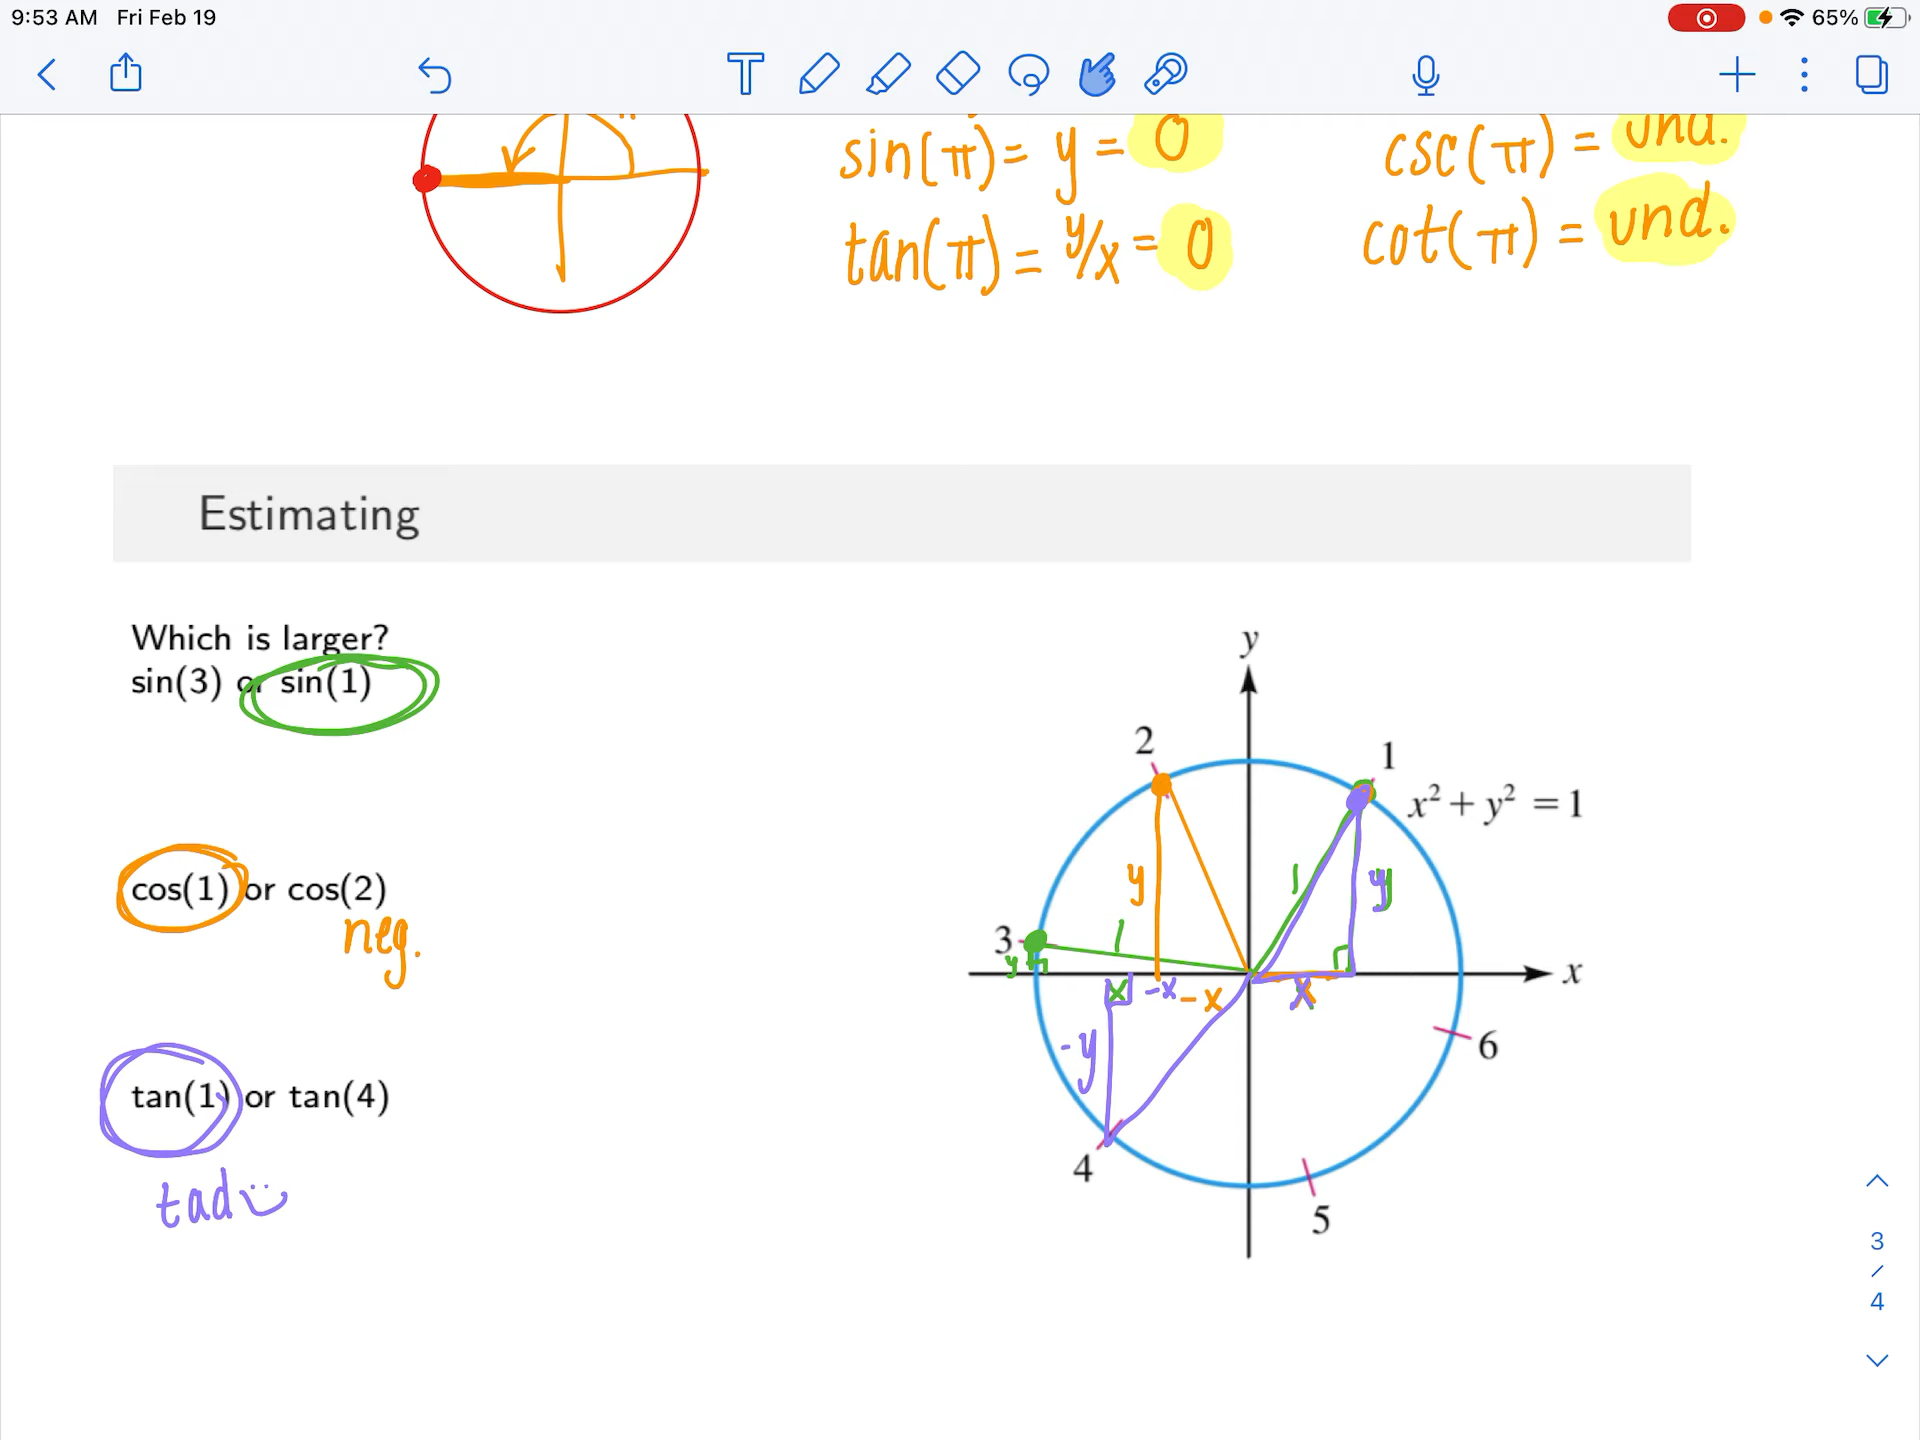 9:53 AM Fri Feb 19
65%
sin(π) = y = 0
csc(π) = und.
tan(π) = y/x = 0
cot(π) = und.
Estimating
Which is larger?
sin(3) or sin(1)
cos(1) or cos(2)
neg.
tan(1) or tan(4)
tad
y
2
1
x² + y² = 1
y
1
y
3
1
y
x
x
-x
-x
x
-y
6
4
5
3
/
4